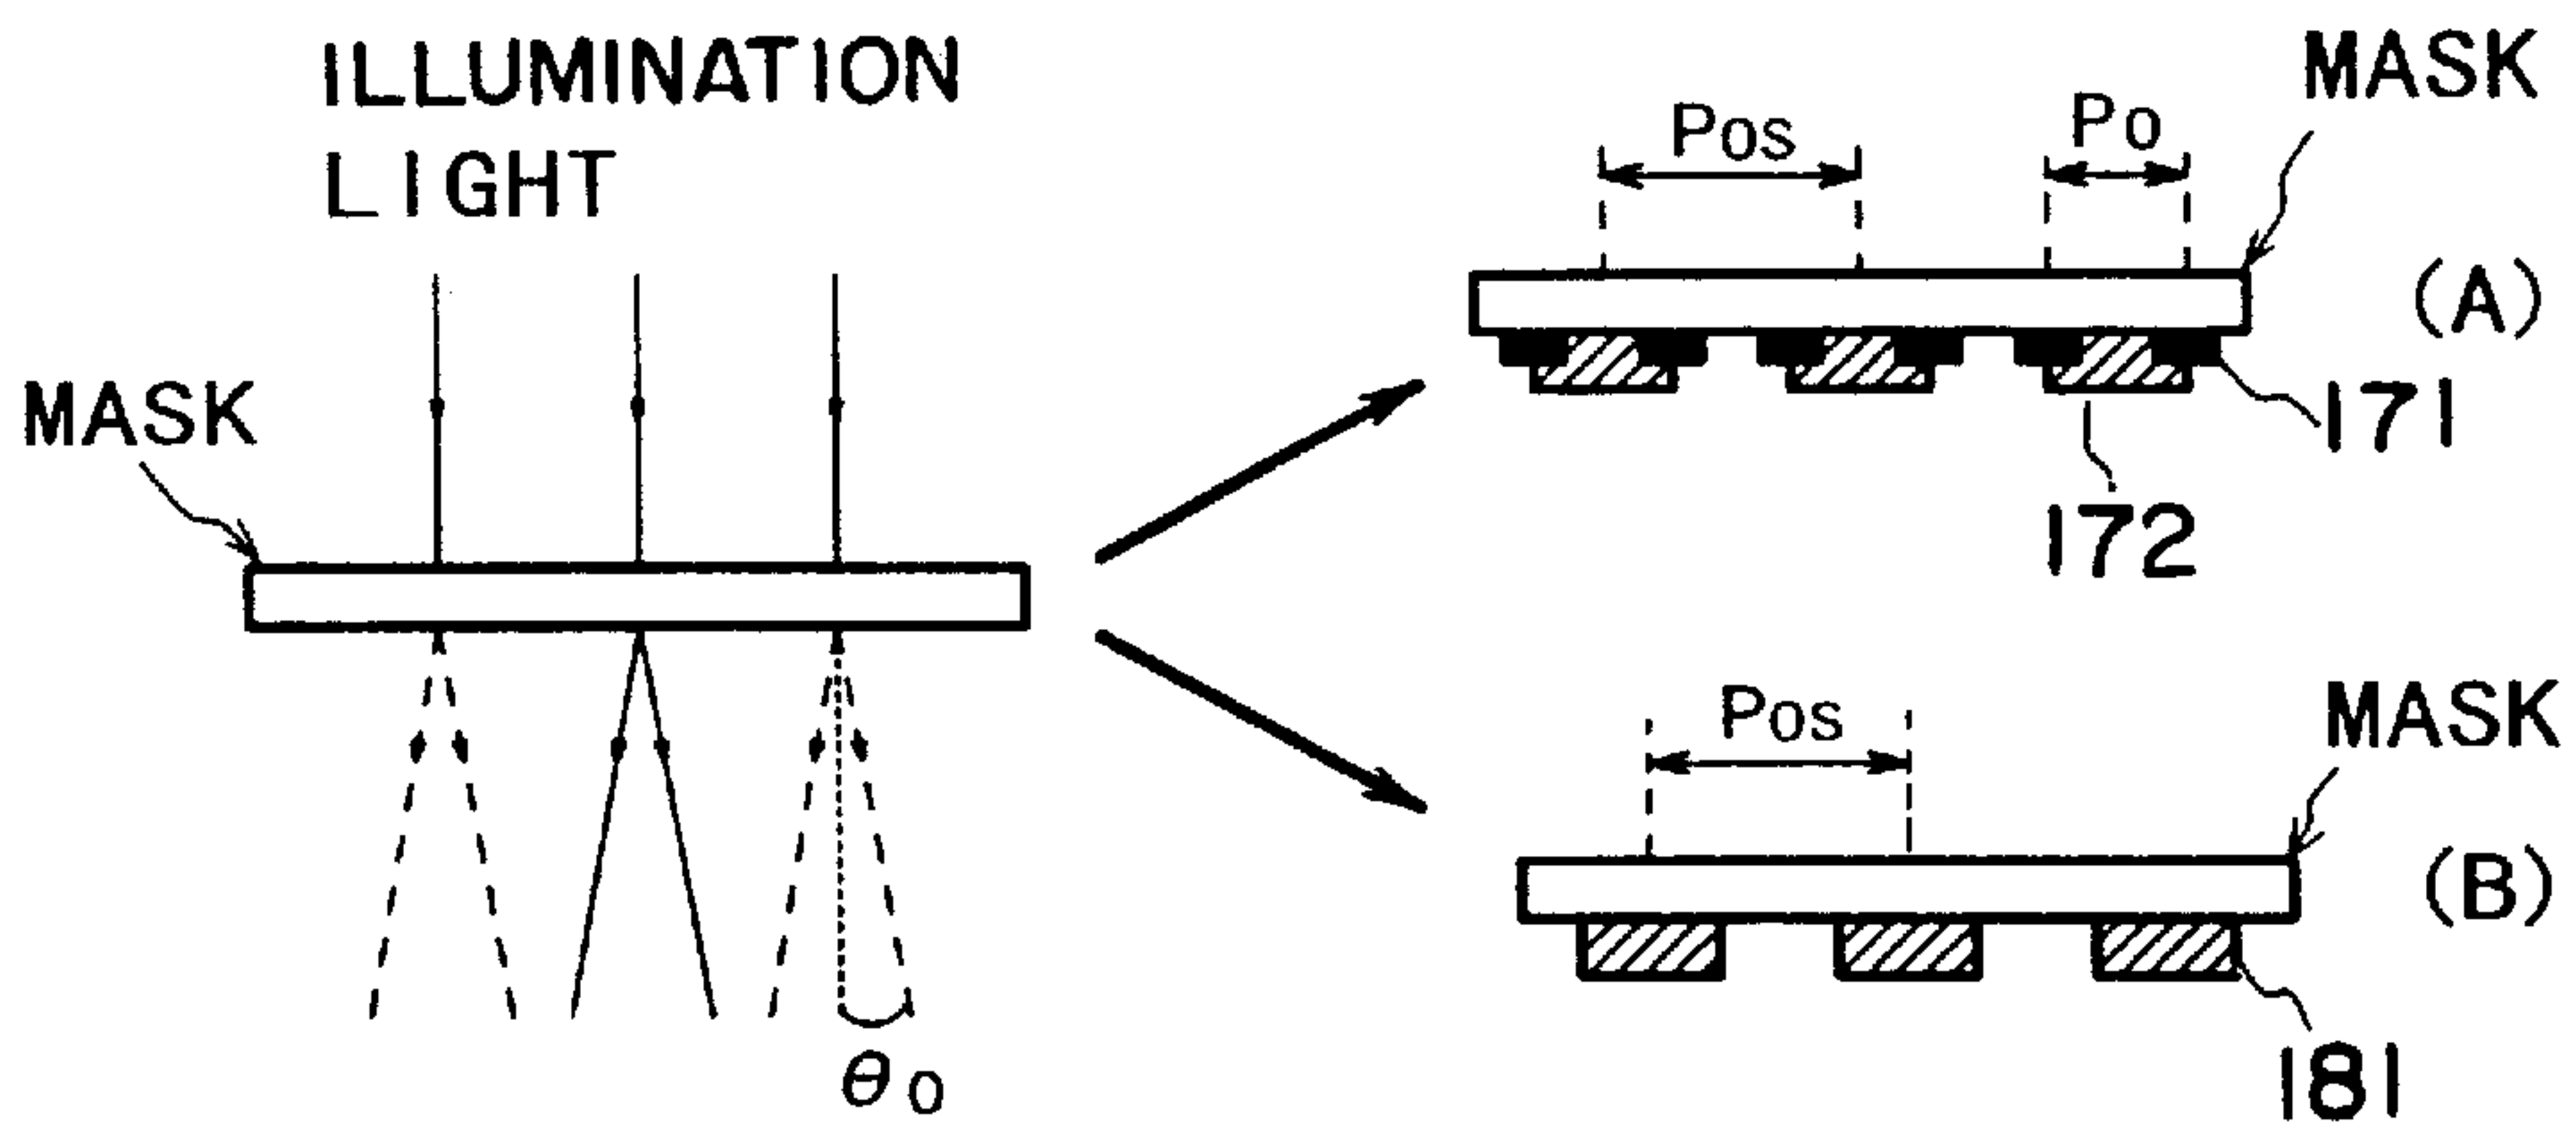 ILLUMINATION
LIGHT
MASK
θ0
Pos
Po
MASK
(A)
171
172
Pos
MASK
(B)
181